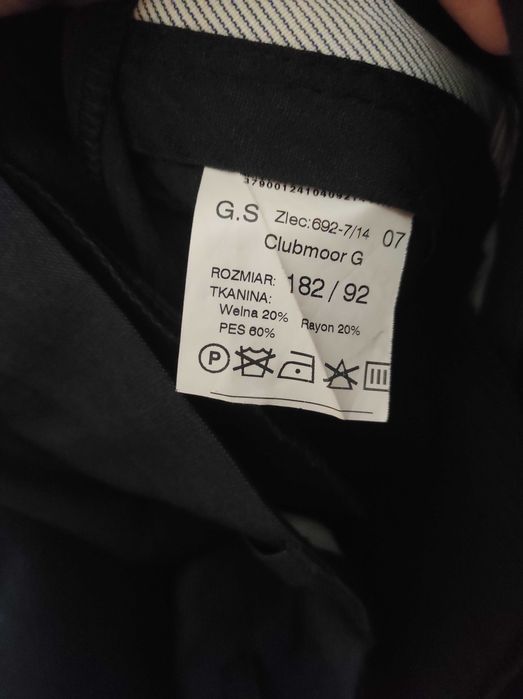 G.S Zlec:692-7/14 07
Clubmoor G
ROZMIAR: 182 / 92
TKANINA:
Wełna 20% Rayon 20%
PES 60%
P